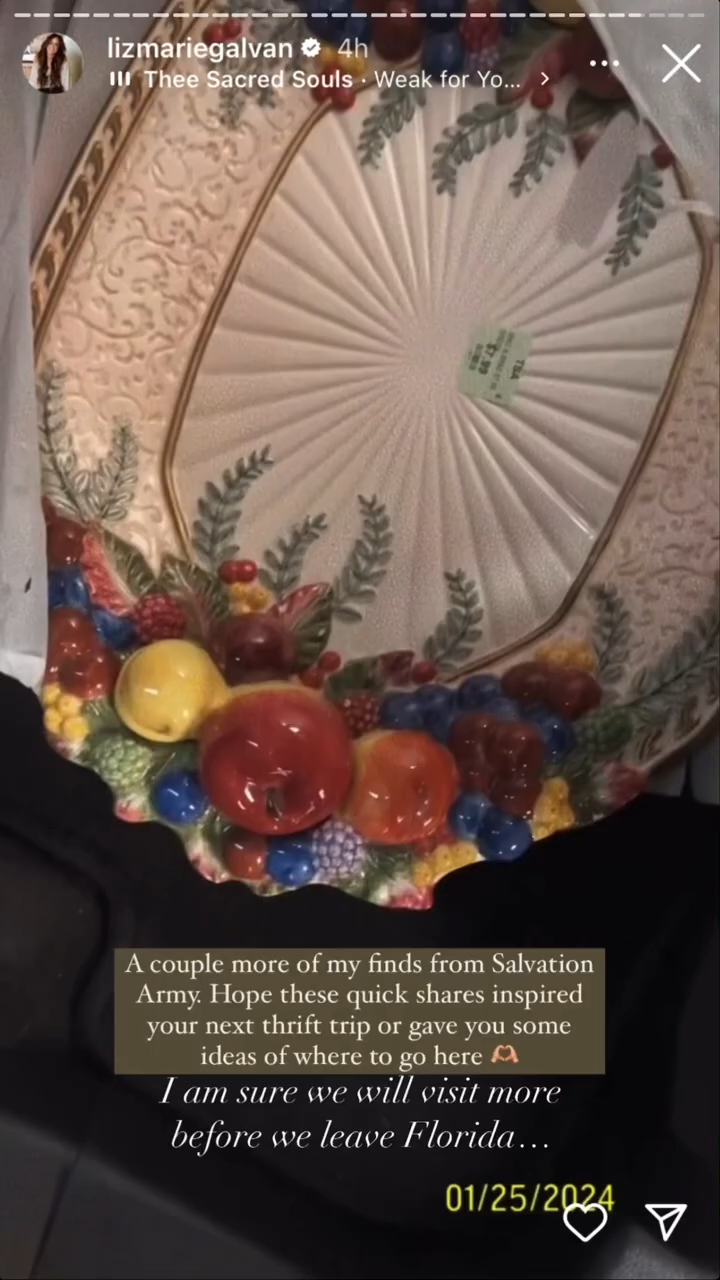 lizmariegalvan 4h
Thee Sacred Souls · Weak for Yo... >
$7.99
A couple more of my finds from Salvation
Army. Hope these quick shares inspired
your next thrift trip or gave you some
ideas of where to go here 🫶🏼
I am sure we will visit more
before we leave Florida...
01/25/2024